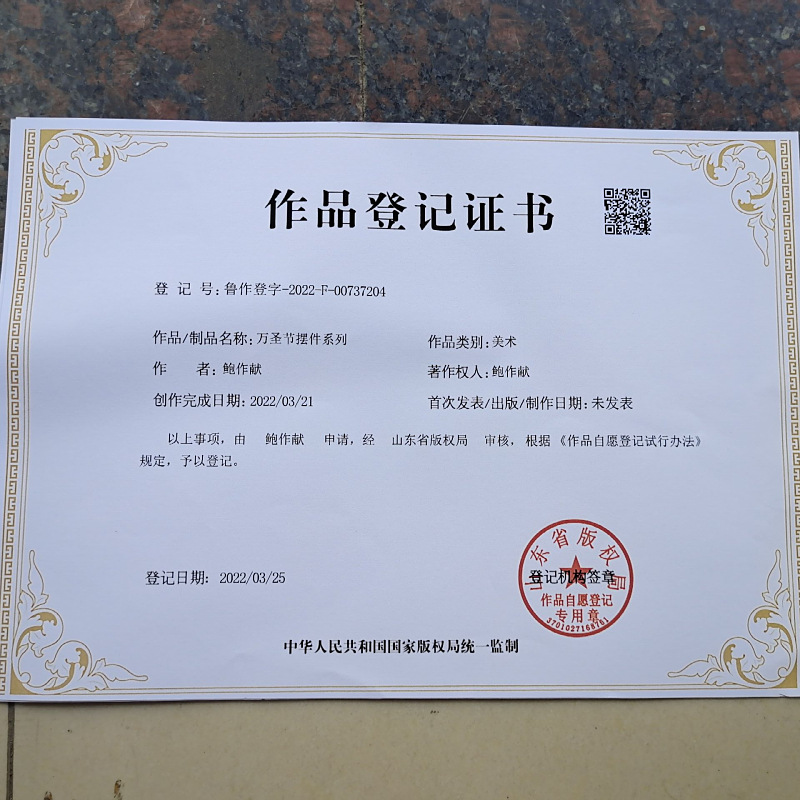 作品登记证书
登 记 号：鲁作登字-2022-F-00737204
作品/制品名称：万圣节摆件系列 作品类别：美术
作 者：鲍作献 著作权人：鲍作献
创作完成日期：2022/03/21 首次发表/出版/制作日期：未发表
以上事项，由 鲍作献 申请，经 山东省版权局 审核，根据《作品自愿登记试行办法》
规定，予以登记。
登记日期： 2022/03/25
登记机构签章
山东省版权局
作品自愿登记
专用章
3701027168761
中华人民共和国国家版权局统一监制